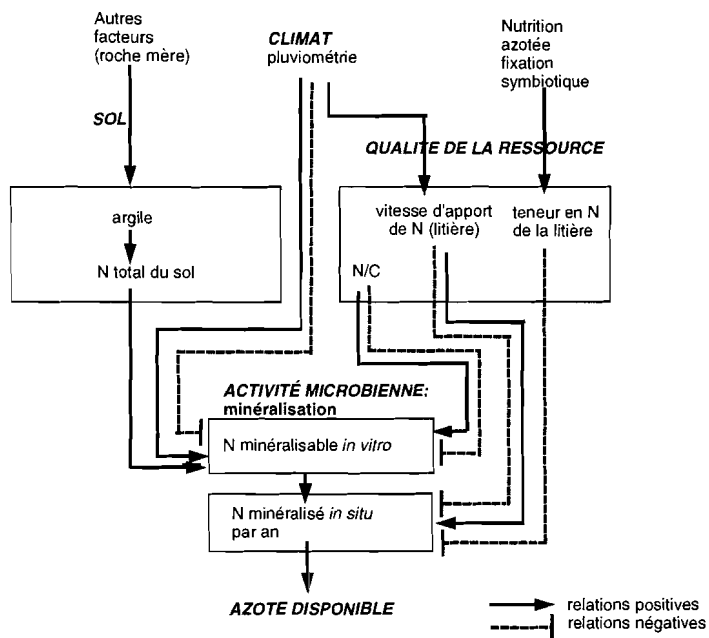 Autres
facteurs
(roche mère)
CLIMAT
pluviométrie
Nutrition
azotée
fixation
symbiotique
SOL
QUALITE DE LA RESSOURCE
argile
N total du sol
vitesse d'apport
de N (litière)
teneur en N
de la litière
N/C
ACTIVITÉ MICROBIENNE:
minéralisation
N minéralisable in vitro
N minéralisé in situ
par an
AZOTE DISPONIBLE
relations positives
relations négatives